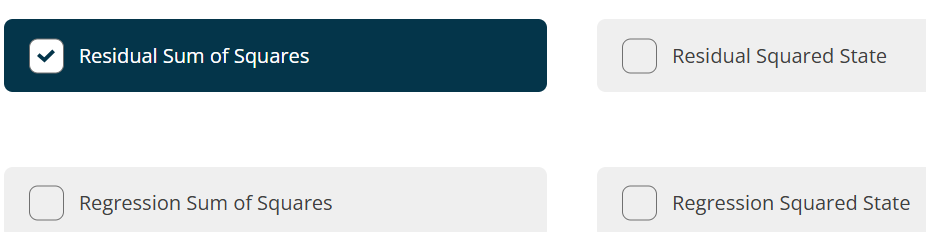 Residual Sum of Squares
Residual Squared State
Regression Sum of Squares
Regression Squared State